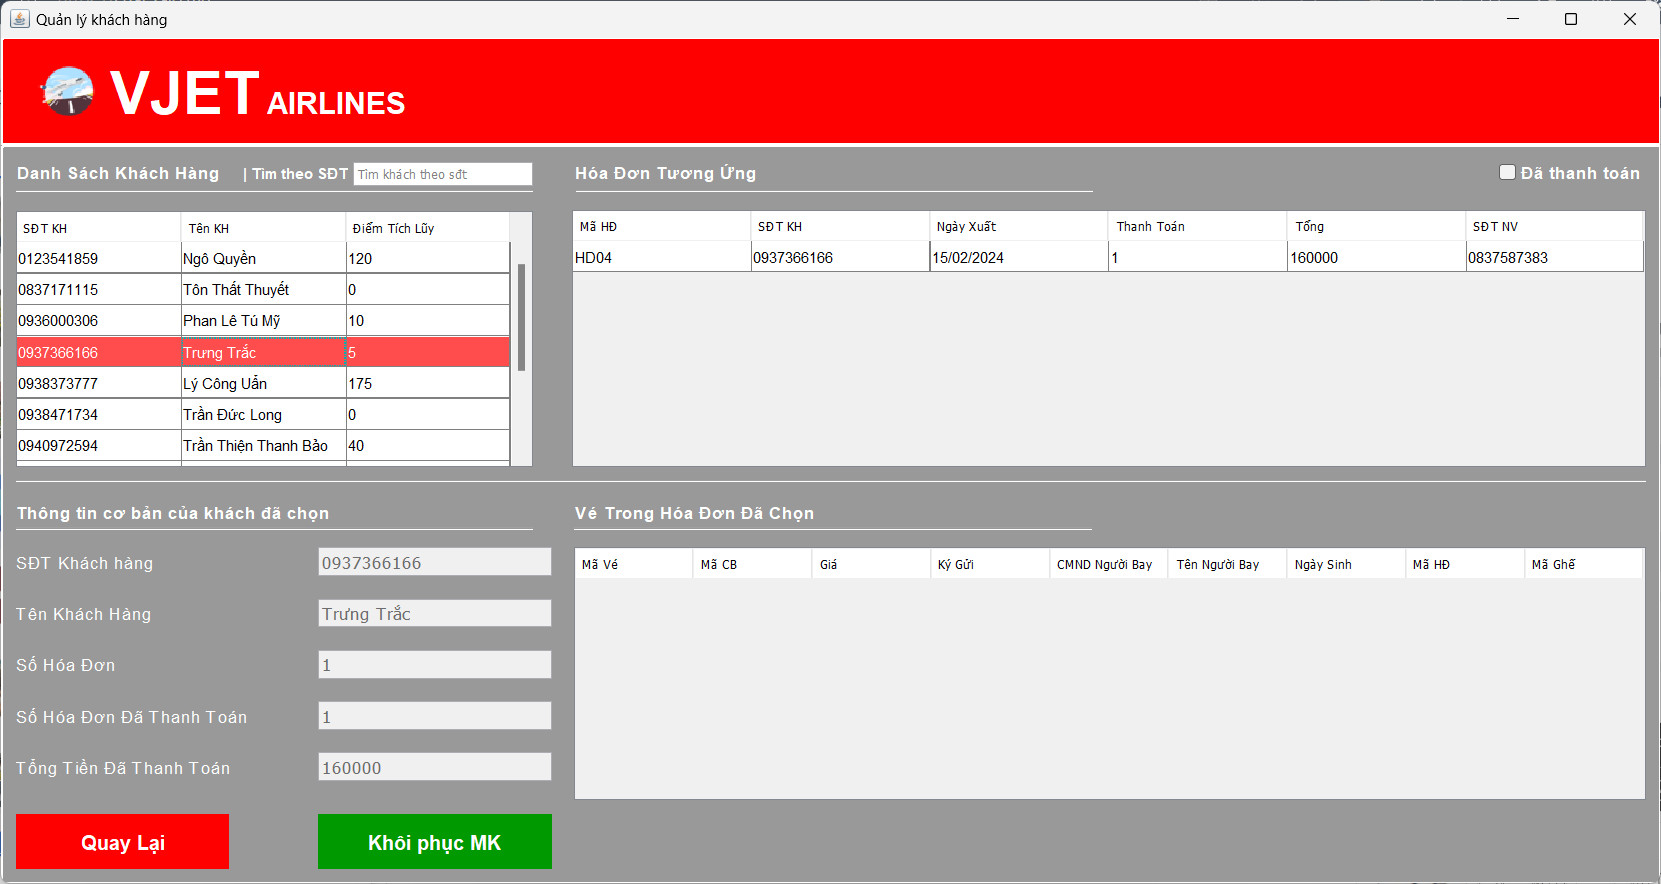 Quản lý khách hàng
VJET AIRLINES
Danh Sách Khách Hàng | Tìm theo SĐT Tìm khách theo sđt
SĐT KH Tên KH Điểm Tích Lũy
0123541859 Ngô Quyền 120
0837171115 Tôn Thất Thuyết 0
0936000306 Phan Lê Tú Mỹ 10
0937366166 Trưng Trắc 5
0938373777 Lý Công Uẩn 175
0938471734 Trần Đức Long 0
0940972594 Trần Thiện Thanh Bảo 40
Hóa Đơn Tương Ứng Đã thanh toán
Mã HĐ SĐT KH Ngày Xuất Thanh Toán Tổng SĐT NV
HD04 0937366166 15/02/2024 1 160000 0837587383
Thông tin cơ bản của khách đã chọn
SĐT Khách hàng 0937366166
Tên Khách Hàng Trưng Trắc
Số Hóa Đơn 1
Số Hóa Đơn Đã Thanh Toán 1
Tổng Tiền Đã Thanh Toán 160000
Quay Lại Khôi phục MK
Vé Trong Hóa Đơn Đã Chọn
Mã Vé Mã CB Giá Ký Gửi CMND Người Bay Tên Người Bay Ngày Sinh Mã HĐ Mã Ghế